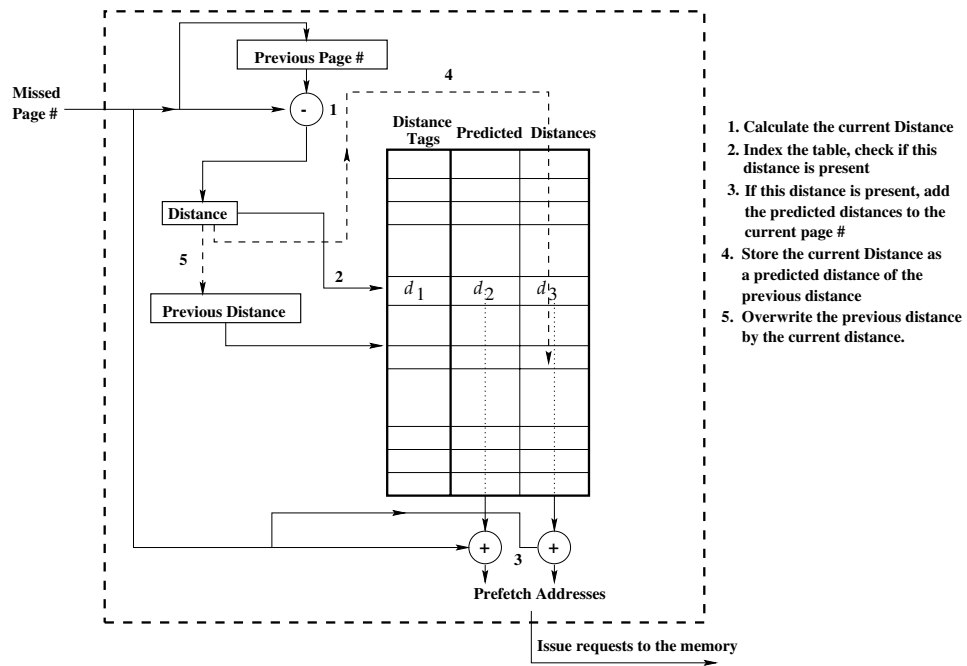 Previous Page #
4
Missed
Page #
-
1
Distance
Tags
Predicted
Distances
Distance
5
2
d1
d2
d3
Previous Distance
+
3
+
Prefetch Addresses
Issue requests to the memory
1. Calculate the current Distance
2. Index the table, check if this
distance is present
3. If this distance is present, add
the predicted distances to the
current page #
4. Store the current Distance as
a predicted distance of the
previous distance
5. Overwrite the previous distance
by the current distance.